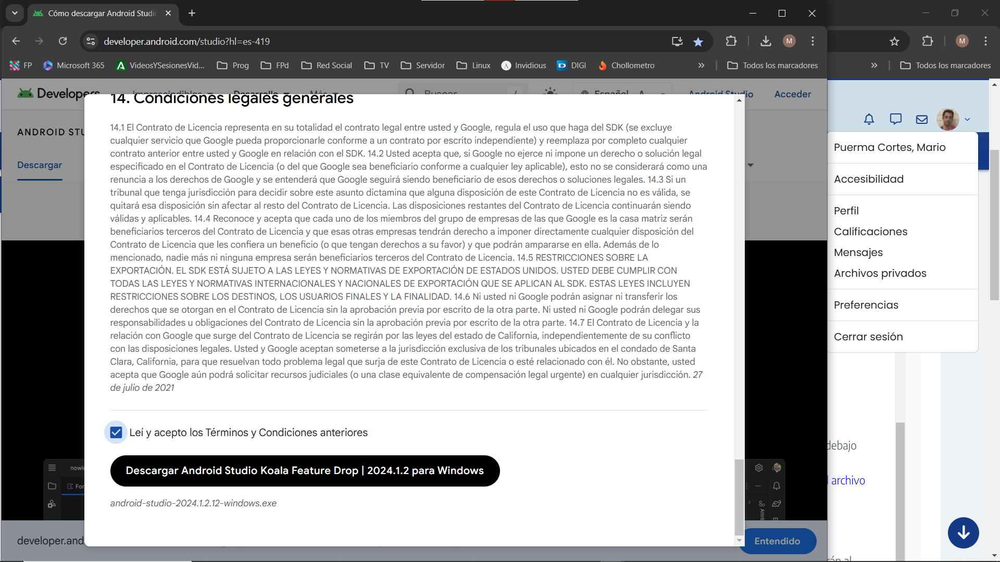 Cómo descargar Android Studio
developer.android.com/studio?hl=es-419
M
M
FP
Microsoft 365
VideosYSesionesVid...
Prog
FPd
Red Social
TV
Servidor
Linux
Invidious
DIGI
Chollometro
Todos los marcadores
Todos los marcadores
Developers
Imprescindibles
Desarrollo
Más
Buscar
/
Español – A...
Android Studio
Acceder
ANDROID STU
Descargar
14. Condiciones legales generales
14.1 El Contrato de Licencia representa en su totalidad el contrato legal entre usted y Google, regula el uso que haga del SDK (se excluye
cualquier servicio que Google pueda proporcionarle conforme a un contrato por escrito independiente) y reemplaza por completo cualquier
contrato anterior entre usted y Google en relación con el SDK. 14.2 Usted acepta que, si Google no ejerce ni impone un derecho o solución legal
especificado en el Contrato de Licencia (o del que Google sea beneficiario conforme a cualquier ley aplicable), esto no se considerará como una
renuncia a los derechos de Google y se entenderá que Google seguirá siendo beneficiario de esos derechos o soluciones legales. 14.3 Si un
tribunal que tenga jurisdicción para decidir sobre este asunto dictamina que alguna disposición de este Contrato de Licencia no es válida, se
quitará esa disposición sin afectar al resto del Contrato de Licencia. Las disposiciones restantes del Contrato de Licencia continuarán siendo
válidas y aplicables. 14.4 Reconoce y acepta que cada uno de los miembros del grupo de empresas de las que Google es la casa matriz serán
beneficiarios terceros del Contrato de Licencia y que esas otras empresas tendrán derecho a imponer directamente cualquier disposición del
Contrato de Licencia que les confiera un beneficio (o que tengan derechos a su favor) y que podrán ampararse en ella. Además de lo
mencionado, nadie más ni ninguna empresa serán beneficiarios terceros del Contrato de Licencia. 14.5 RESTRICCIONES SOBRE LA
EXPORTACIÓN. EL SDK ESTÁ SUJETO A LAS LEYES Y NORMATIVAS DE EXPORTACIÓN DE ESTADOS UNIDOS. USTED DEBE CUMPLIR CON
TODAS LAS LEYES Y NORMATIVAS INTERNACIONALES Y NACIONALES DE EXPORTACIÓN QUE SE APLICAN AL SDK. ESTAS LEYES INCLUYEN
RESTRICCIONES SOBRE LOS DESTINOS, LOS USUARIOS FINALES Y LA FINALIDAD. 14.6 Ni usted ni Google podrán asignar ni transferir los
derechos que se otorgan en el Contrato de Licencia sin la aprobación previa por escrito de la otra parte. Ni usted ni Google podrán delegar sus
responsabilidades u obligaciones del Contrato de Licencia sin la aprobación previa por escrito de la otra parte. 14.7 El Contrato de Licencia y la
relación con Google que surge del Contrato de Licencia se regirán por las leyes del estado de California, independientemente de su conflicto
con las disposiciones legales. Usted y Google aceptan someterse a la jurisdicción exclusiva de los tribunales ubicados en el condado de Santa
Clara, California, para que resuelvan todo problema legal que surja de este Contrato de Licencia o esté relacionado con él. No obstante, usted
acepta que Google aún podrá solicitar recursos judiciales (o una clase equivalente de compensación legal urgente) en cualquier jurisdicción. 27
de julio de 2021
Leí y acepto los Términos y Condiciones anteriores
Descargar Android Studio Koala Feature Drop | 2024.1.2 para Windows
android-studio-2024.1.2.12-windows.exe
nowin
For
Attrib
developer.and
Entendido
Puerma Cortes, Mario
Accesibilidad
Perfil
Calificaciones
Mensajes
Archivos privados
Preferencias
Cerrar sesión
debajo
archivo